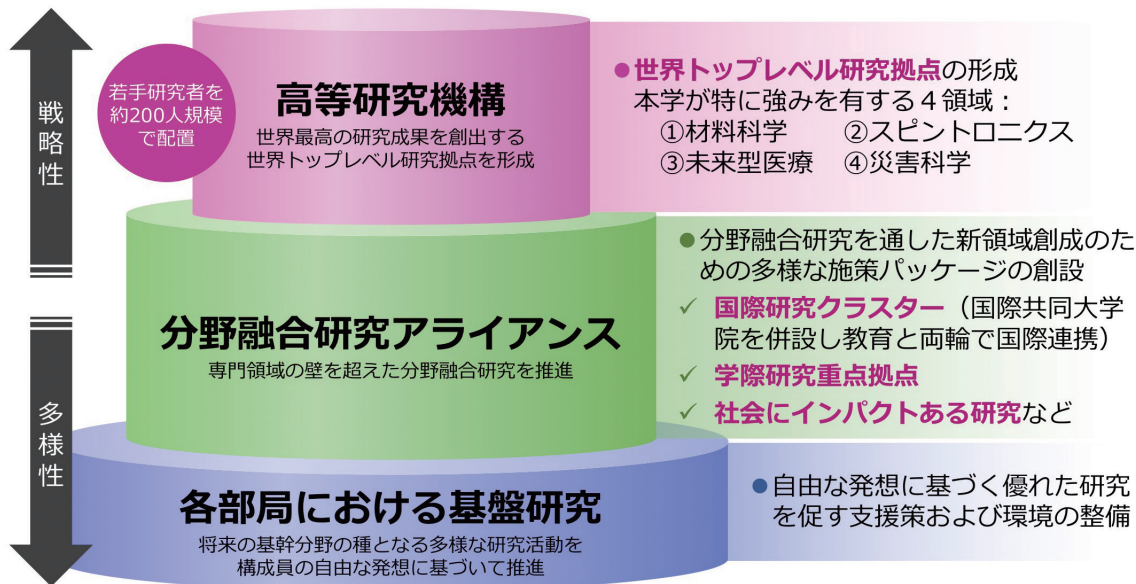 戦略性
多様性
若手研究者を
約200人規模
で配置
高等研究機構
世界最高の研究成果を創出する
世界トップレベル研究拠点を形成
●世界トップレベル研究拠点の形成
本学が特に強みを有する4領域：
①材料科学 ②スピントロニクス
③未来型医療 ④災害科学
分野融合研究アライアンス
専門領域の壁を超えた分野融合研究を推進
●分野融合研究を通した新領域創成のた
めの多様な施策パッケージの創設
✓ 国際研究クラスター（国際共同大学
院を併設し教育と両輪で国際連携）
✓ 学際研究重点拠点
✓ 社会にインパクトある研究など
各部局における基盤研究
将来の基幹分野の種となる多様な研究活動を
構成員の自由な発想に基づいて推進
●自由な発想に基づく優れた研究
を促す支援策および環境の整備